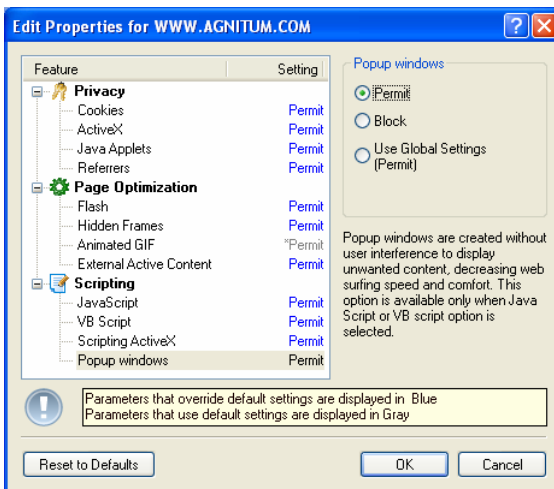 Edit Properties for WWW.AGNITUM.COM
Feature Setting
Privacy
Cookies Permit
ActiveX Permit
Java Applets Permit
Referrers Permit
Page Optimization
Flash Permit
Hidden Frames Permit
Animated GIF *Permit
External Active Content Permit
Scripting
JavaScript Permit
VB Script Permit
Scripting ActiveX Permit
Popup windows Permit
Popup windows
Permit
Block
Use Global Settings
(Permit)
Popup windows are created without
user interference to display
unwanted content, decreasing web
surfing speed and comfort. This
option is available only when Java
Script or VB script option is
selected.
Parameters that override default settings are displayed in Blue
Parameters that use default settings are displayed in Gray
Reset to Defaults OK Cancel